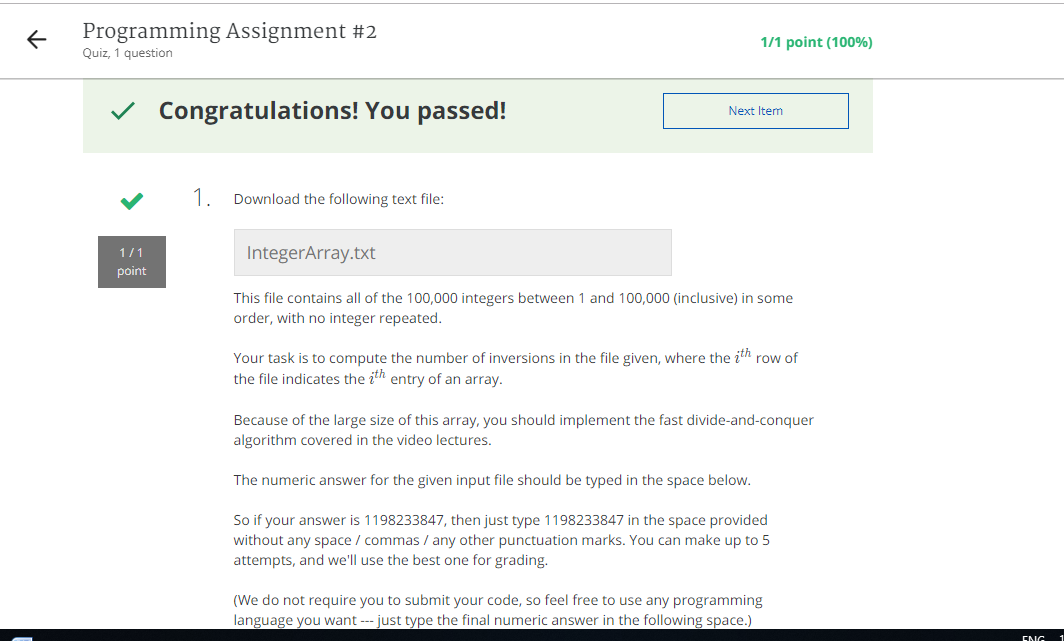 Programming Assignment #2
Quiz, 1 question
1/1 point (100%)
Congratulations! You passed!
Next Item
1.
Download the following text file:
1 / 1
point
IntegerArray.txt
This file contains all of the 100,000 integers between 1 and 100,000 (inclusive) in some
order, with no integer repeated.
Your task is to compute the number of inversions in the file given, where the i^th row of
the file indicates the i^th entry of an array.
Because of the large size of this array, you should implement the fast divide-and-conquer
algorithm covered in the video lectures.
The numeric answer for the given input file should be typed in the space below.
So if your answer is 1198233847, then just type 1198233847 in the space provided
without any space / commas / any other punctuation marks. You can make up to 5
attempts, and we'll use the best one for grading.
(We do not require you to submit your code, so feel free to use any programming
language you want --- just type the final numeric answer in the following space.)
ENG